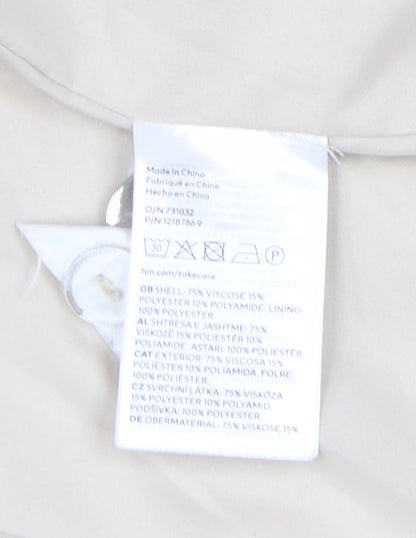 Made in China
Fabriqué en Chine
Hecho en China
O/N 731032
P/N 1218786 9
30 P
hm.com/takecare
GB SHELL: 75% VISCOSE 15%
POLYESTER 10% POLYAMIDE. LINING:
100% POLYESTER.
AL SHTRESA E JASHTME: 75%
VISKOZË 15% POLIESTËR 10%
POLIAMIDE. ASTARI: 100% POLIESTËR.
CAT EXTERIOR: 75% VISCOSA 15%
POLIÈSTER 10% POLIAMIDA. FOLRE:
100% POLIÈSTER.
CZ SVRCHNÍ LÁTKA: 75% VISKÓZA
15% POLYESTER 10% POLYAMID.
PODŠÍVKA: 100% POLYESTER.
DE OBERMATERIAL: 75% VISKOSE 15%